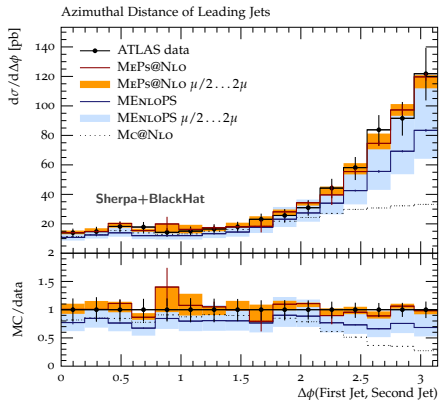 Azimuthal Distance of Leading Jets
dσ/dΔϕ [pb]
140
120
100
80
60
40
20
2
ATLAS data
MEPS@NLO
MEPS@NLO μ/2...2μ
MENLOPS
MENLOPS μ/2...2μ
MC@NLO
Sherpa+BlackHat
MC/data
1.5
1
0.5
0
0 0.5 1 1.5 2 2.5 3
Δϕ(First Jet, Second Jet)